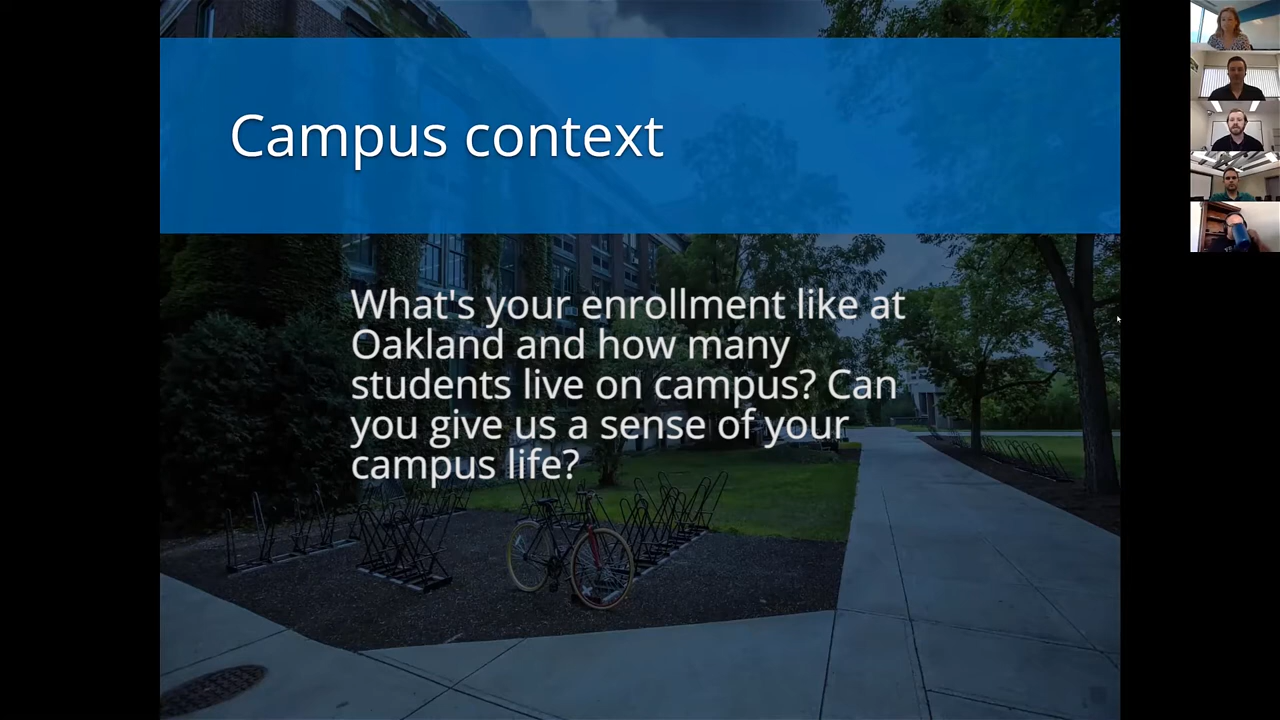 Campus context
What's your enrollment like at
Oakland and how many
students live on campus? Can
you give us a sense of your
campus life?